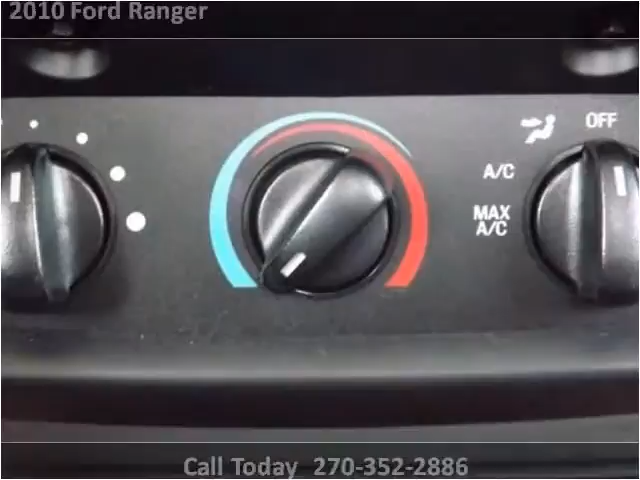 2010 Ford Ranger
OFF
A/C
MAX
A/C
Call Today 270-352-2886